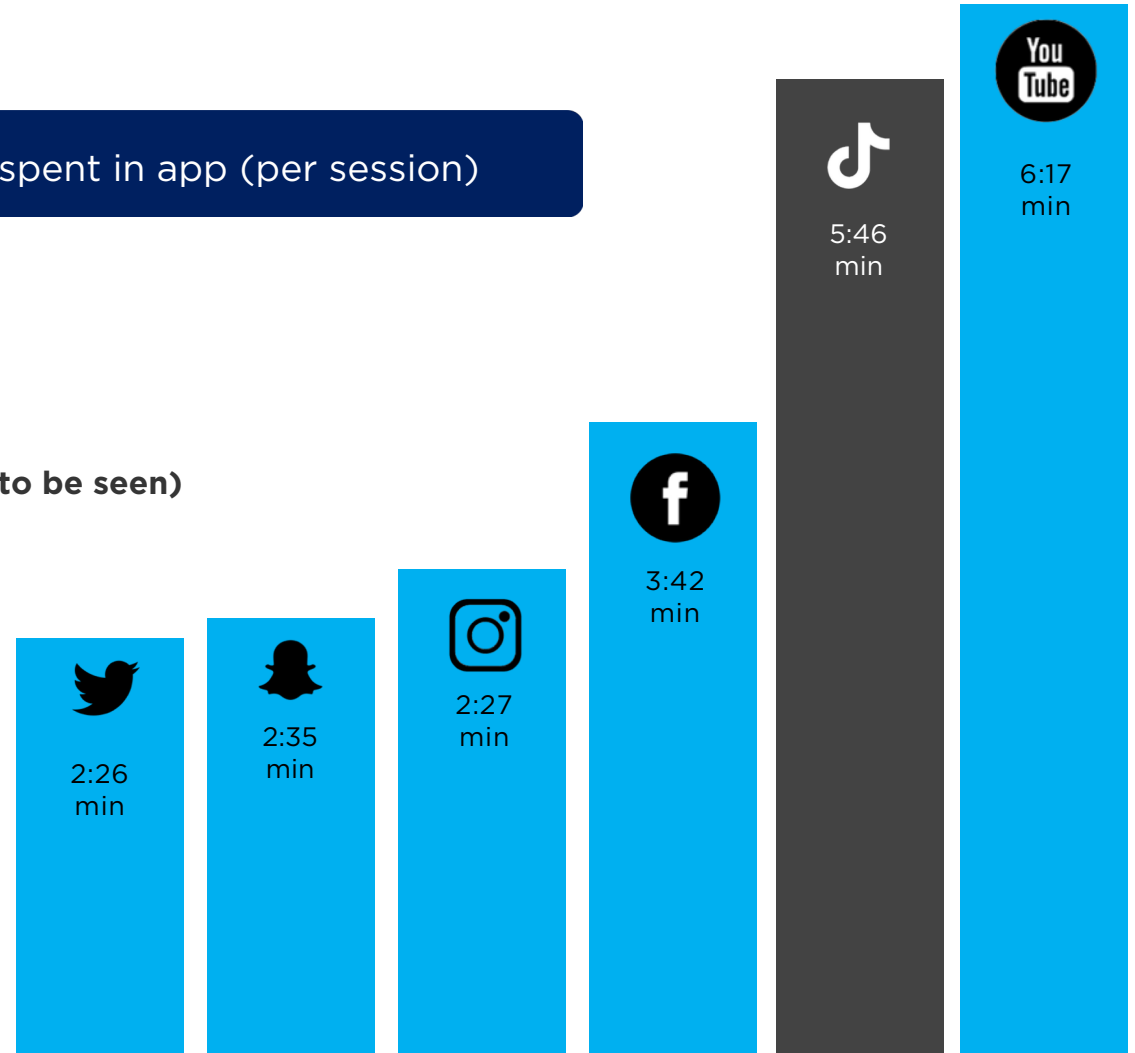 spent in app (per session)
to be seen)
2:26
min
2:35
min
2:27
min
f
3:42
min
5:46
min
You
Tube
6:17
min